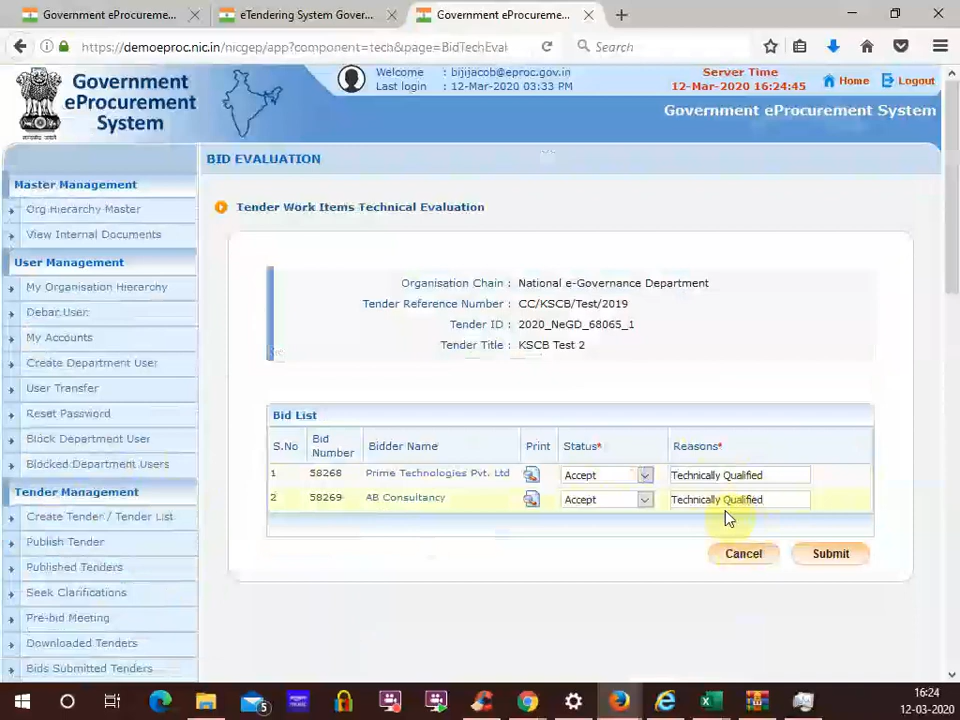 Government eProcureme...
eTendering System Gover...
Government eProcureme...
https://demoeproc.nic.in/nicgep/app?component=tech&page=BidTechEval
Search
Government
eProcurement
System
Welcome : bijijacob@eproc.gov.in
Last login : 12-Mar-2020 03:33 PM
Server Time
12-Mar-2020 16:24:45
Home
Logout
Government eProcurement System
BID EVALUATION
Master Management
Org Hierarchy Master
View Internal Documents
User Management
My Organisation Hierarchy
Debar User
My Accounts
Create Department User
User Transfer
Reset Password
Block Department User
Blocked Department Users
Tender Management
Create Tender / Tender List
Publish Tender
Published Tenders
Seek Clarifications
Pre-bid Meeting
Downloaded Tenders
Bids Submitted Tenders
Tender Work Items Technical Evaluation
Organisation Chain : National e-Governance Department
Tender Reference Number : CC/KSCB/Test/2019
Tender ID : 2020_NeGD_68065_1
Tender Title : KSCB Test 2
Bid List
S.No Bid Number Bidder Name Print Status* Reasons*
1 58268 Prime Technologies Pvt. Ltd Accept Technically Qualified
2 58269 AB Consultancy Accept Technically Qualified
Cancel Submit
5
16:24
12-03-2020